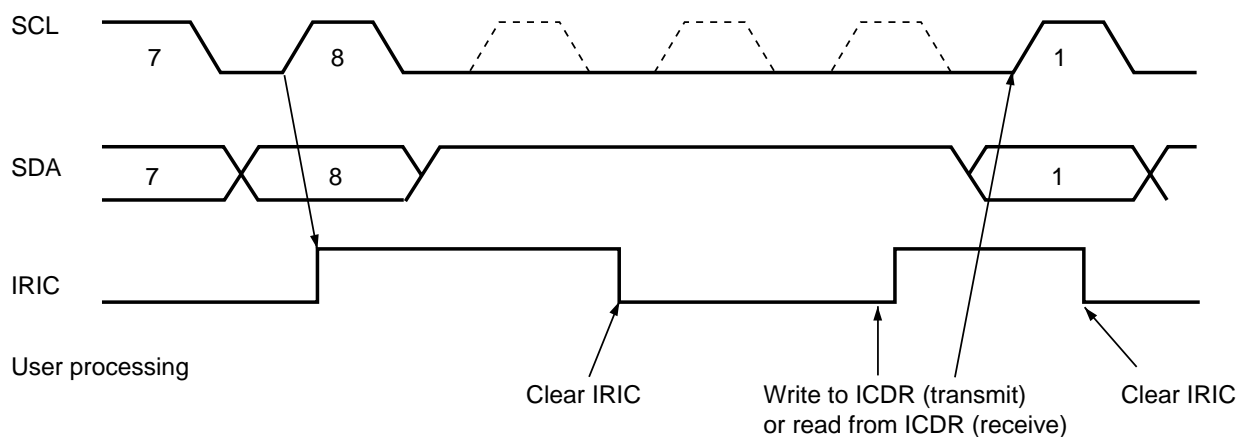 SCL
7
8
1
SDA
7
8
1
IRIC
User processing
Clear IRIC
Write to ICDR (transmit)
or read from ICDR (receive)
Clear IRIC